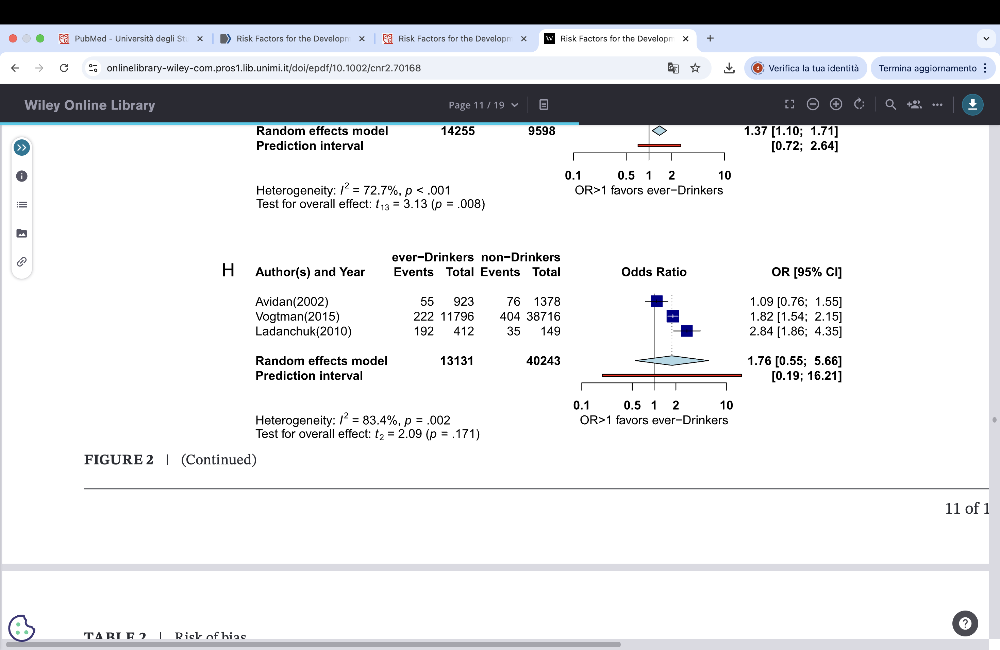 PubMed - Università degli Stu
Risk Factors for the Developm
Risk Factors for the Developm
W Risk Factors for the Developm
onlinelibrary-wiley-com.pros1.lib.unimi.it/doi/epdf/10.1002/cnr2.70168
d Verifica la tua identità
Termina aggiornamento
Wiley Online Library
Page 11 / 19
Random effects model 14255 9598 1.37 [1.10; 1.71]
Prediction interval [0.72; 2.64]
0.1 0.5 1 2 10
Heterogeneity: I² = 72.7%, p < .001
OR>1 favors ever−Drinkers
Test for overall effect: t₁₃ = 3.13 (p = .008)
ever−Drinkers non−Drinkers
H Author(s) and Year Events Total Events Total Odds Ratio OR [95% CI]
Avidan(2002) 55 923 76 1378 1.09 [0.76; 1.55]
Vogtman(2015) 222 11796 404 38716 1.82 [1.54; 2.15]
Ladanchuk(2010) 192 412 35 149 2.84 [1.86; 4.35]
Random effects model 13131 40243 1.76 [0.55; 5.66]
Prediction interval [0.19; 16.21]
0.1 0.5 1 2 10
Heterogeneity: I² = 83.4%, p = .002
OR>1 favors ever−Drinkers
Test for overall effect: t₂ = 2.09 (p = .171)
FIGURE 2 | (Continued)
11 of 1
TABLE 2 | Risk of bias